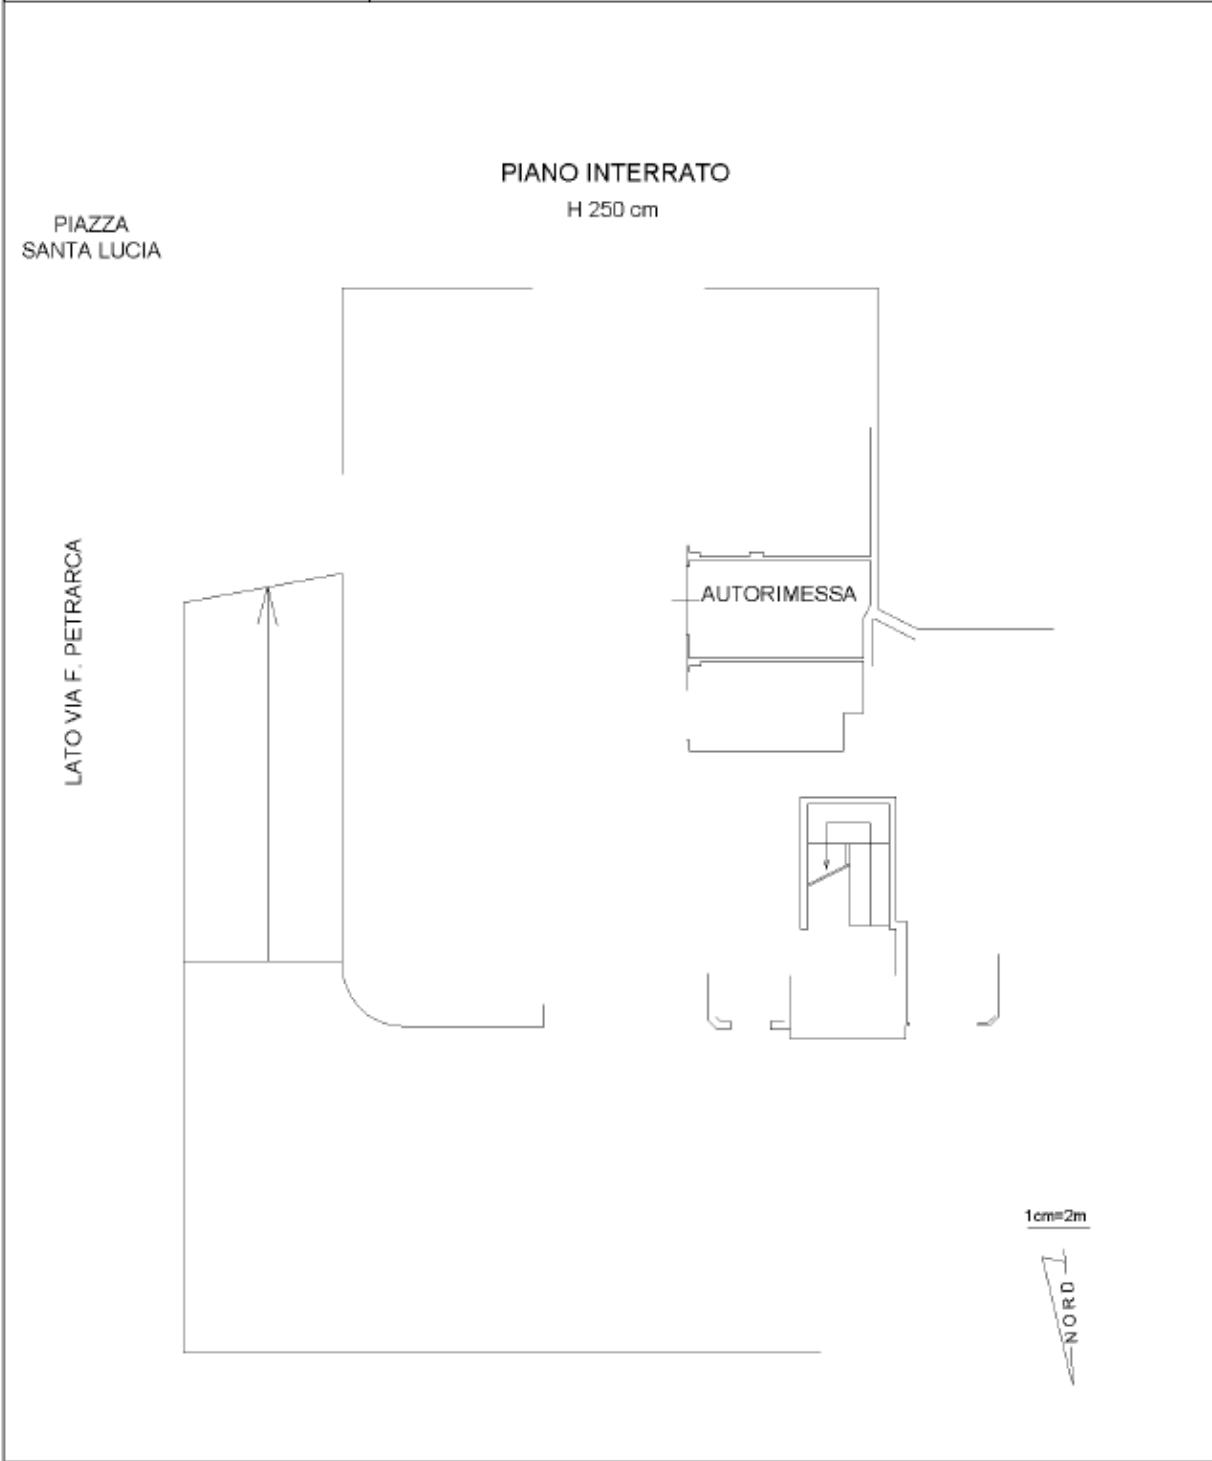 PIANO INTERRATO
H 250 cm
PIAZZA
SANTA LUCIA
LATO VIA F. PETRARCA
AUTORIMESSA
1cm=2m
NORD